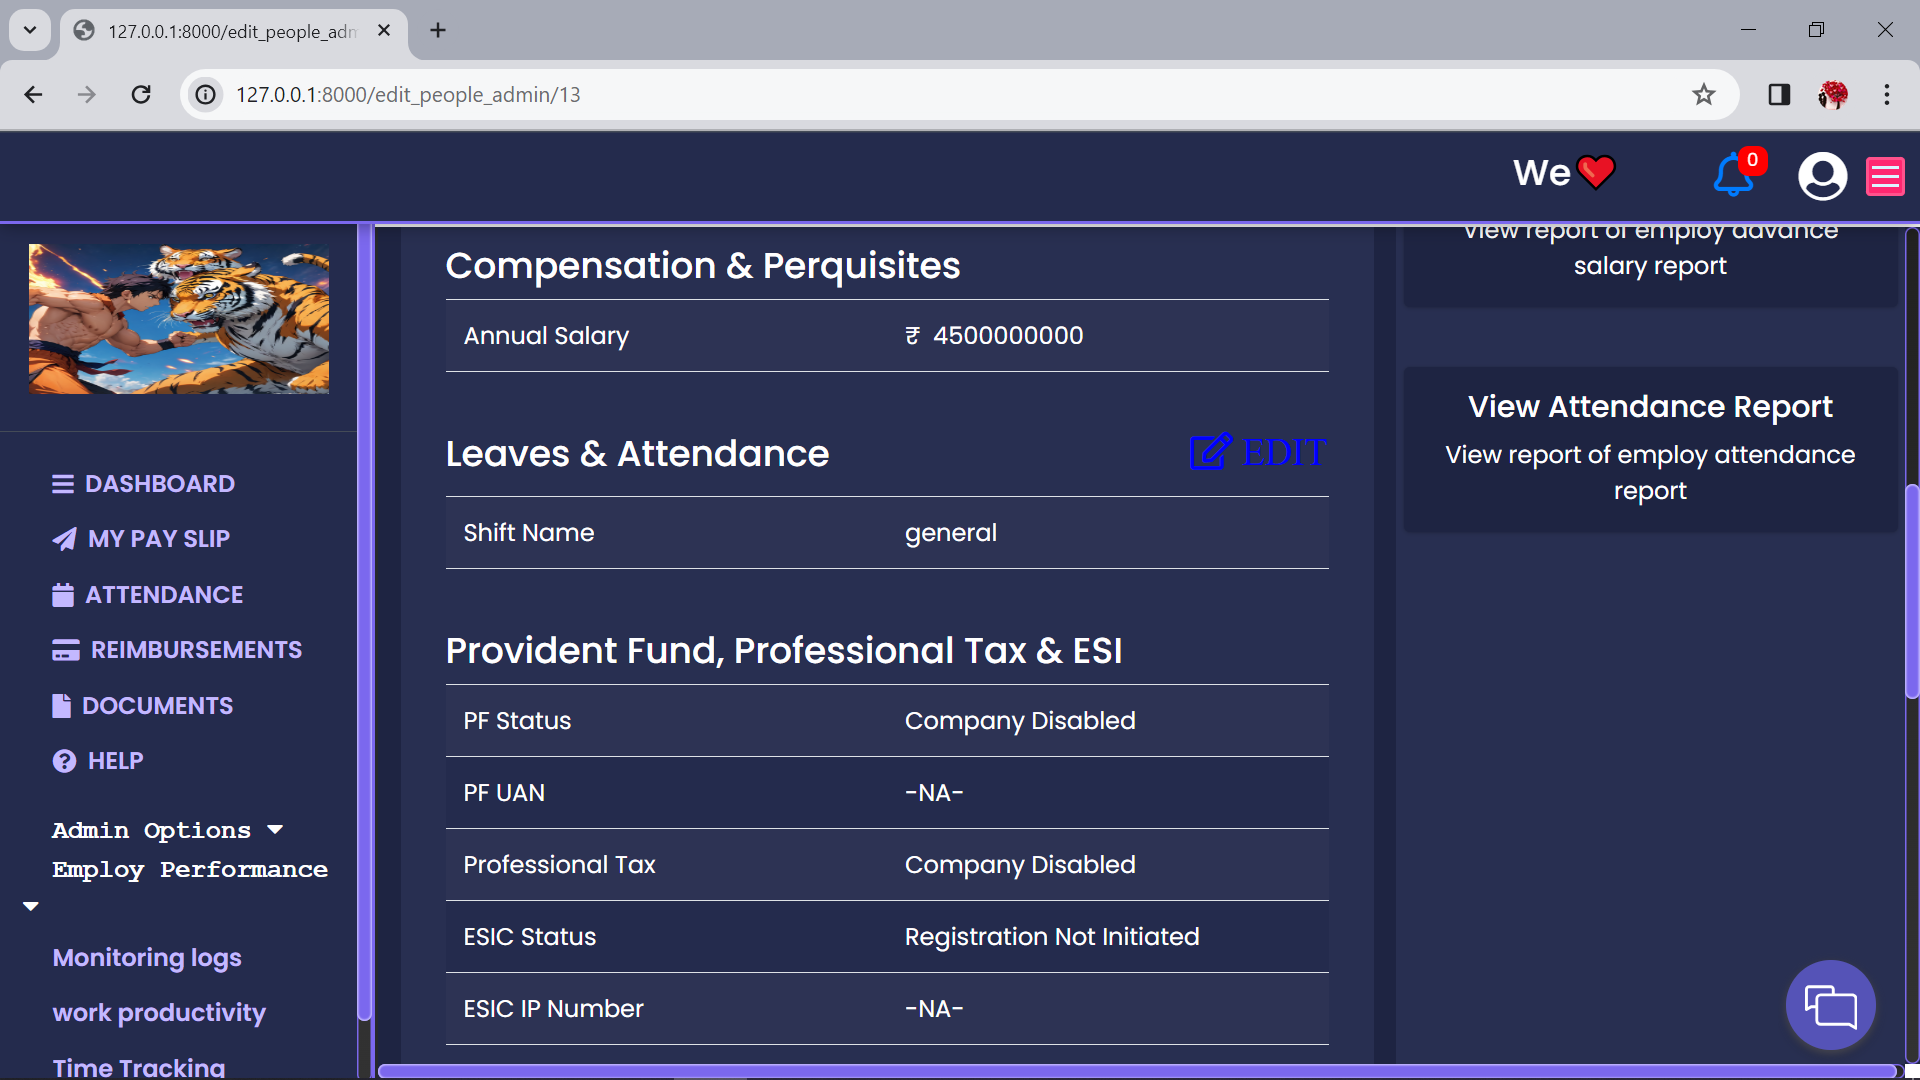 127.0.0.1:8000/edit_people_adm
127.0.0.1:8000/edit_people_admin/13
We
0
DASHBOARD
MY PAY SLIP
ATTENDANCE
REIMBURSEMENTS
DOCUMENTS
HELP
Admin Options
Employ Performance
Monitoring logs
work productivity
Time Tracking
Compensation & Perquisites
Annual Salary ₹ 4500000000
Leaves & Attendance EDIT
Shift Name general
Provident Fund, Professional Tax & ESI
PF Status Company Disabled
PF UAN -NA-
Professional Tax Company Disabled
ESIC Status Registration Not Initiated
ESIC IP Number -NA-
View report of employ advance
salary report
View Attendance Report
View report of employ attendance
report